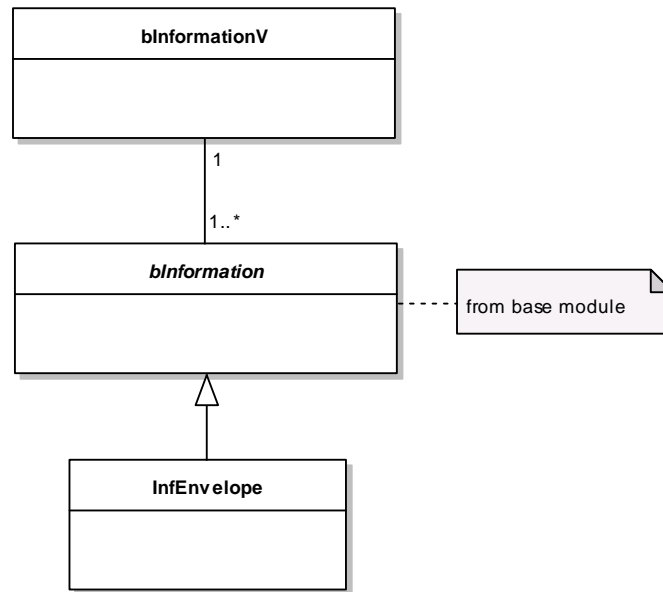 bInformationV
1
1..*
bInformation
from base module
InfEnvelope